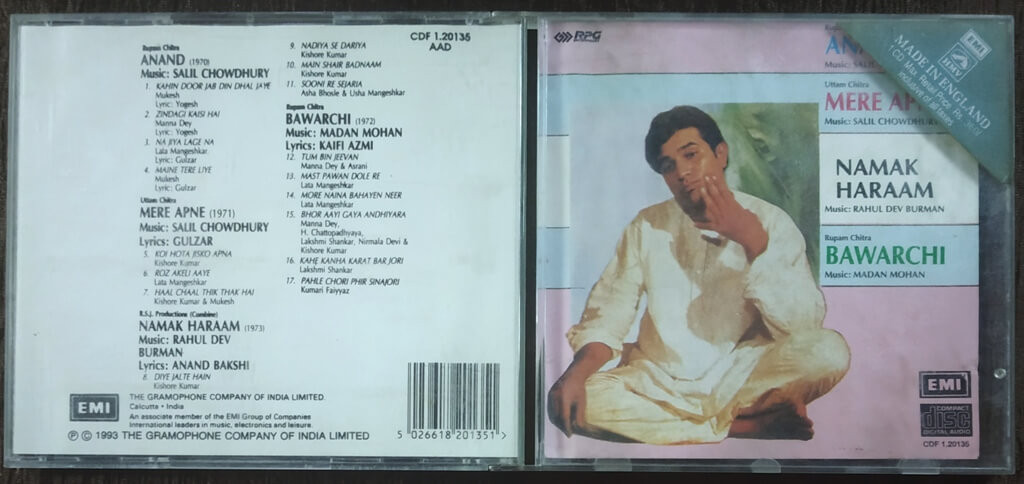 CDF 1.20135
AAD
Rupam Chitra
ANAND (1970)
Music: SALIL CHOWDHURY
1. KAHIN DOOR JAB DIN DHAL JAYE
Mukesh
Lyric: Yogesh
2. ZINDAGI KAISI HAI
Manna Dey
Lyric: Yogesh
3. NA JIYA LAGE NA
Lata Mangeshkar
Lyric: Gulzar
4. MAINE TERE LIYE
Mukesh
Lyric: Gulzar
Uttam Chitra
MERE APNE (1971)
Music: SALIL CHOWDHURY
Lyrics: GULZAR
5. KOI HOTA JISKO APNA
Kishore Kumar
6. ROZ AKELI AAYE
Lata Mangeshkar
7. HAAL CHAAL THIK THAK HAI
Kishore Kumar & Mukesh
R.S.J. Productions (Combine)
NAMAK HARAAM (1973)
Music: RAHUL DEV
BURMAN
Lyrics: ANAND BAKSHI
8. DIYE JALTE HAIN
Kishore Kumar
9. NADIYA SE DARIYA
Kishore Kumar
10. MAIN SHAIR BADNAAM
Kishore Kumar
11. SOONI RE SEJARIA
Asha Bhosle & Usha Mangeshkar
Rupam Chitra
BAWARCHI (1972)
Music: MADAN MOHAN
Lyrics: KAIFI AZMI
12. TUM BIN JEEVAN
Manna Dey & Asrani
13. MAST PAWAN DOLE RE
Lata Mangeshkar
14. MORE NAINA BAHAYEN NEER
Lata Mangeshkar
15. BHOR AAYI GAYA ANDHIYARA
Manna Dey,
H. Chattopadhyaya,
Lakshmi Shankar, Nirmala Devi &
Kishore Kumar
16. KAHE KANHA KARAT BARJORI
Lakshmi Shankar
17. PAHLE CHORI PHIR SINAJORI
Kumari Faiyyaz
EMI
THE GRAMOPHONE COMPANY OF INDIA LIMITED.
Calcutta • India
An associate member of the EMI Group of Companies
International leaders in music, electronics and leisure.
℗ © 1993 THE GRAMOPHONE COMPANY OF INDIA LIMITED
5 026618 201351 >
RPG
AN
Music: SALIL
Uttam Chitra
MERE AP
Music: SALIL CHOWDHUR
NAMAK
HARAAM
Music: RAHUL DEV BURMAN
Rupam Chitra
BAWARCHI
Music: MADAN MOHAN
EMI
HMV
MADE IN ENGLAND
EMI
COMPACT
disc
DIGITAL AUDIO
CDF 1.20135